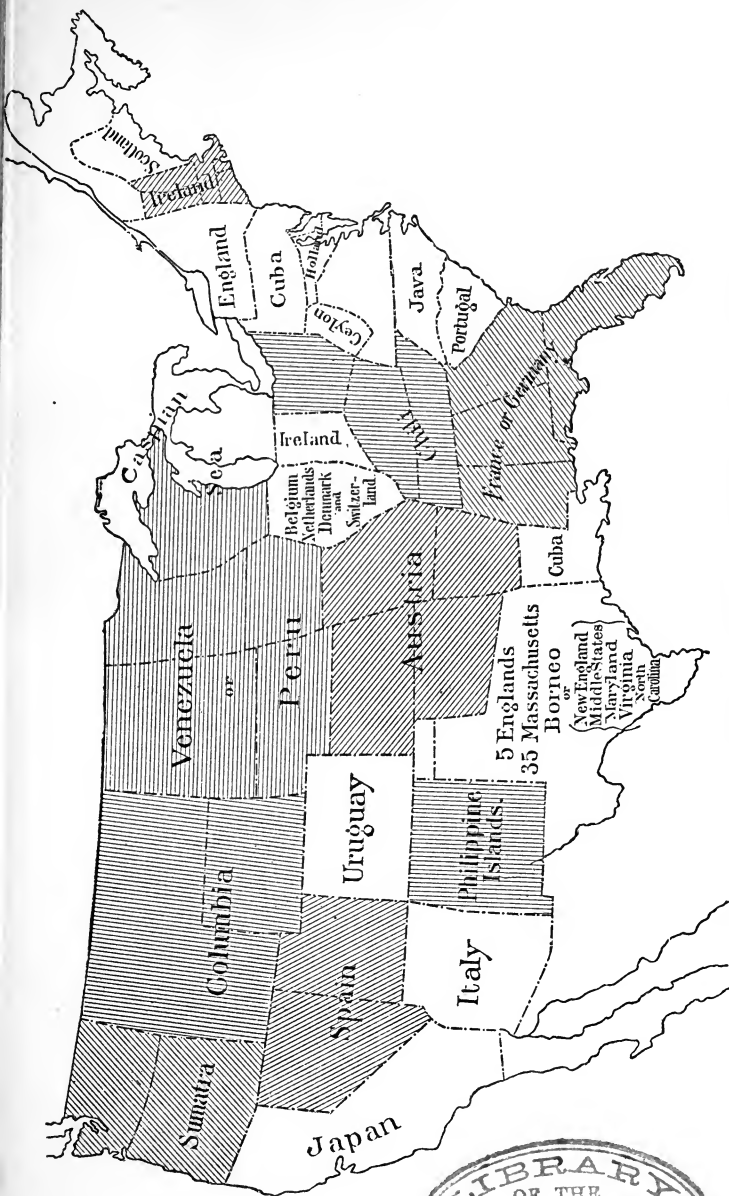 Scotland
Ireland
England
Cuba
Holland
Ceylon
Java
Portugal
Caspian
Sea
Ireland
Belgium
Netherlands
Denmark
and
Switzer-
land.
Chili
France or Germany.
Venezuela
or
Peru
Austria
Cuba
5 Englands
35 Massachusetts
Borneo
or
(New England
Middle States)
Maryland
Virginia
North
Carolina
Columbia
Uruguay
Philippine
Islands.
Spain
Italy
Sumatra
Japan
LIBRARY
OF THE